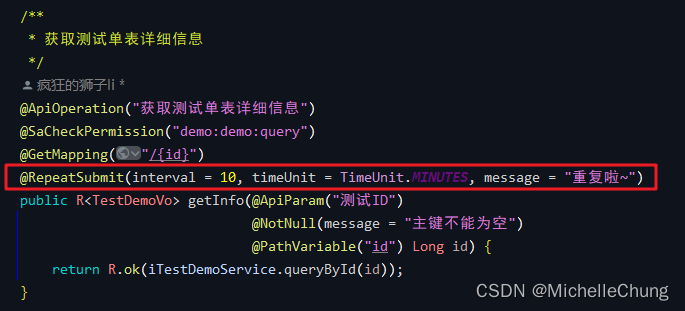 /**
 * 获取测试单表详细信息
 */
疯狂的狮子li *
@ApiOperation("获取测试单表详细信息")
@SaCheckPermission("demo:demo:query")
@GetMapping("/{id}")
@RepeatSubmit(interval = 10, timeUnit = TimeUnit.MINUTES, message = "重复啦~")
public R<TestDemoVo> getInfo(@ApiParam("测试ID")
                             @NotNull(message = "主键不能为空")
                             @PathVariable("id") Long id) {
    return R.ok(iTestDemoService.queryById(id));
}
CSDN @MichelleChung